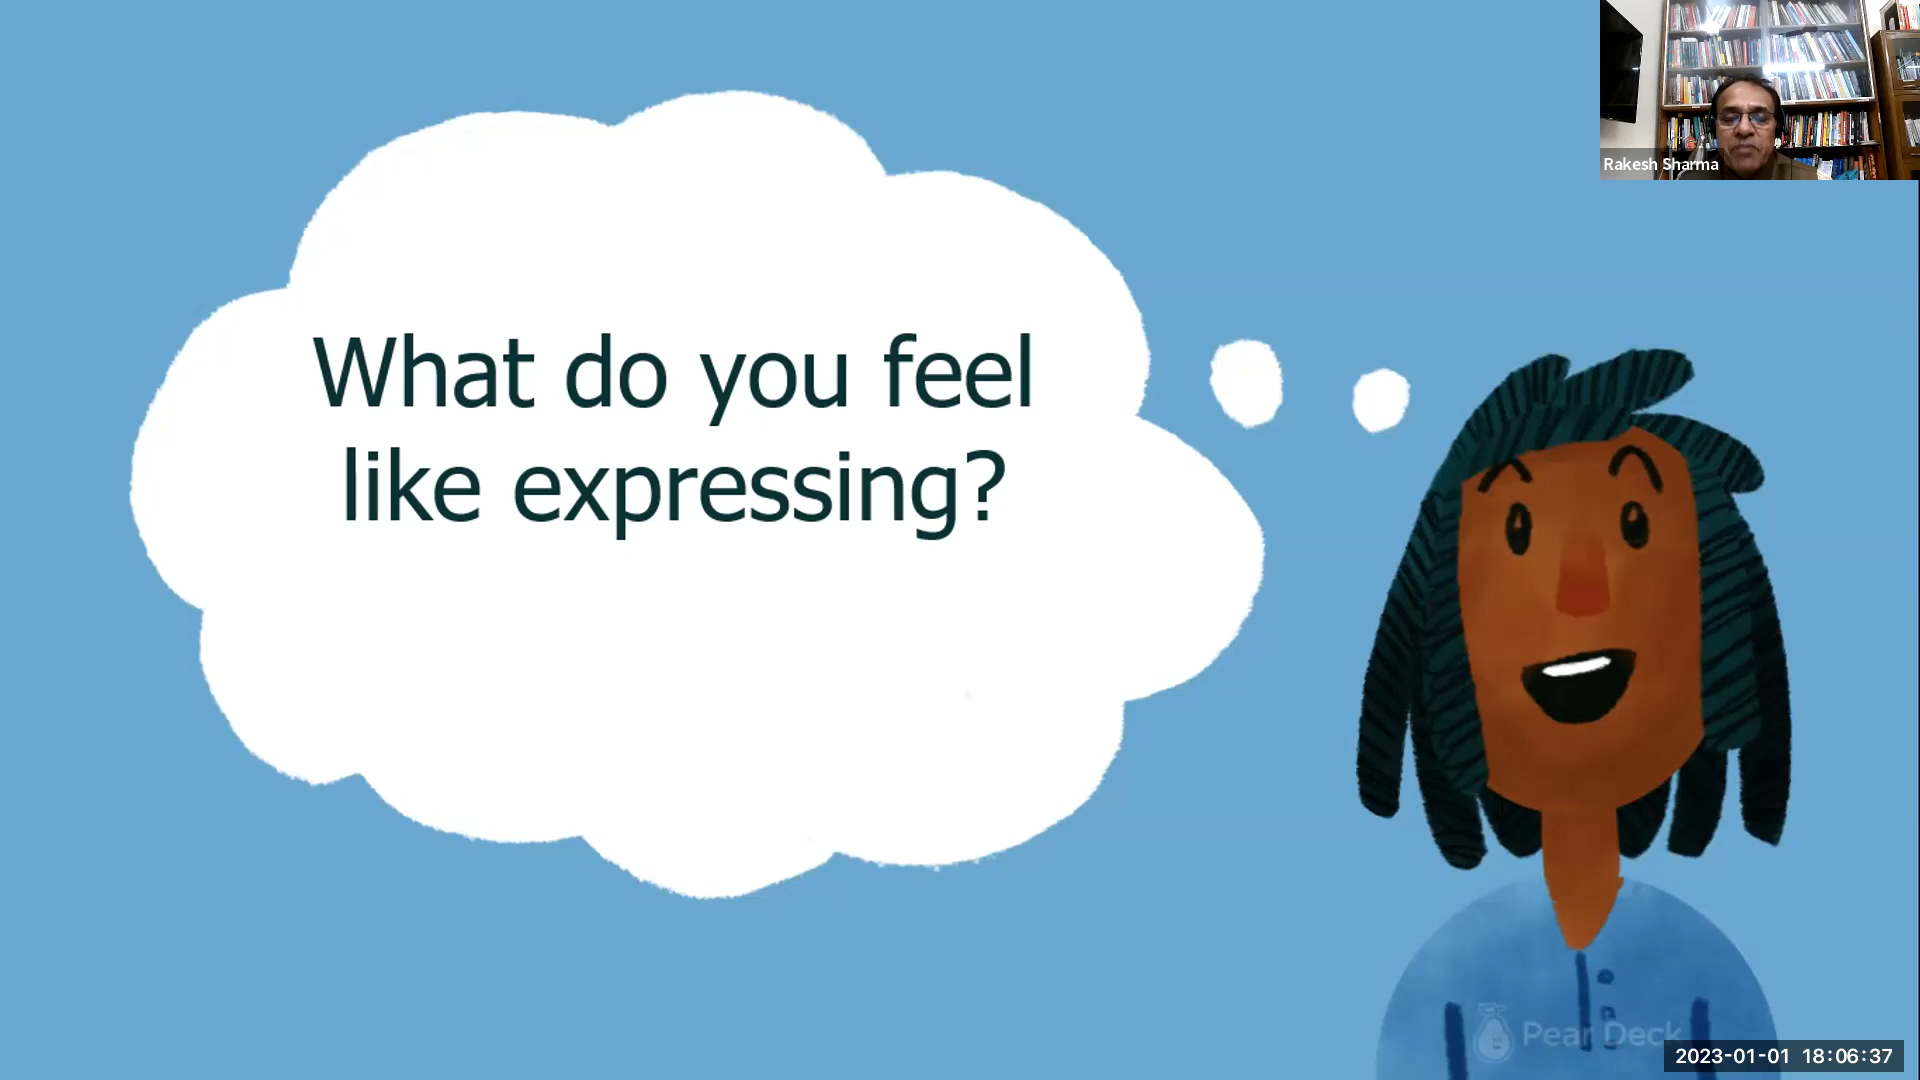 Rakesh Sharma
What do you feel
like expressing?
Pear Deck
2023-01-01 18:06:37